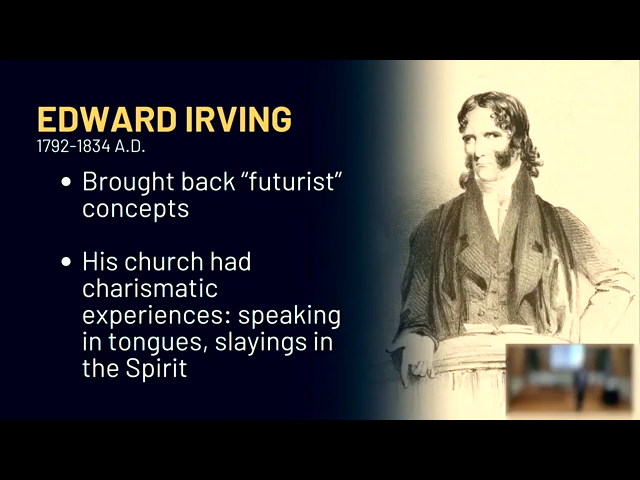 EDWARD IRVING
1792-1834 A.D.
• Brought back “futurist”
concepts
• His church had
charismatic
experiences: speaking
in tongues, slayings in
the Spirit